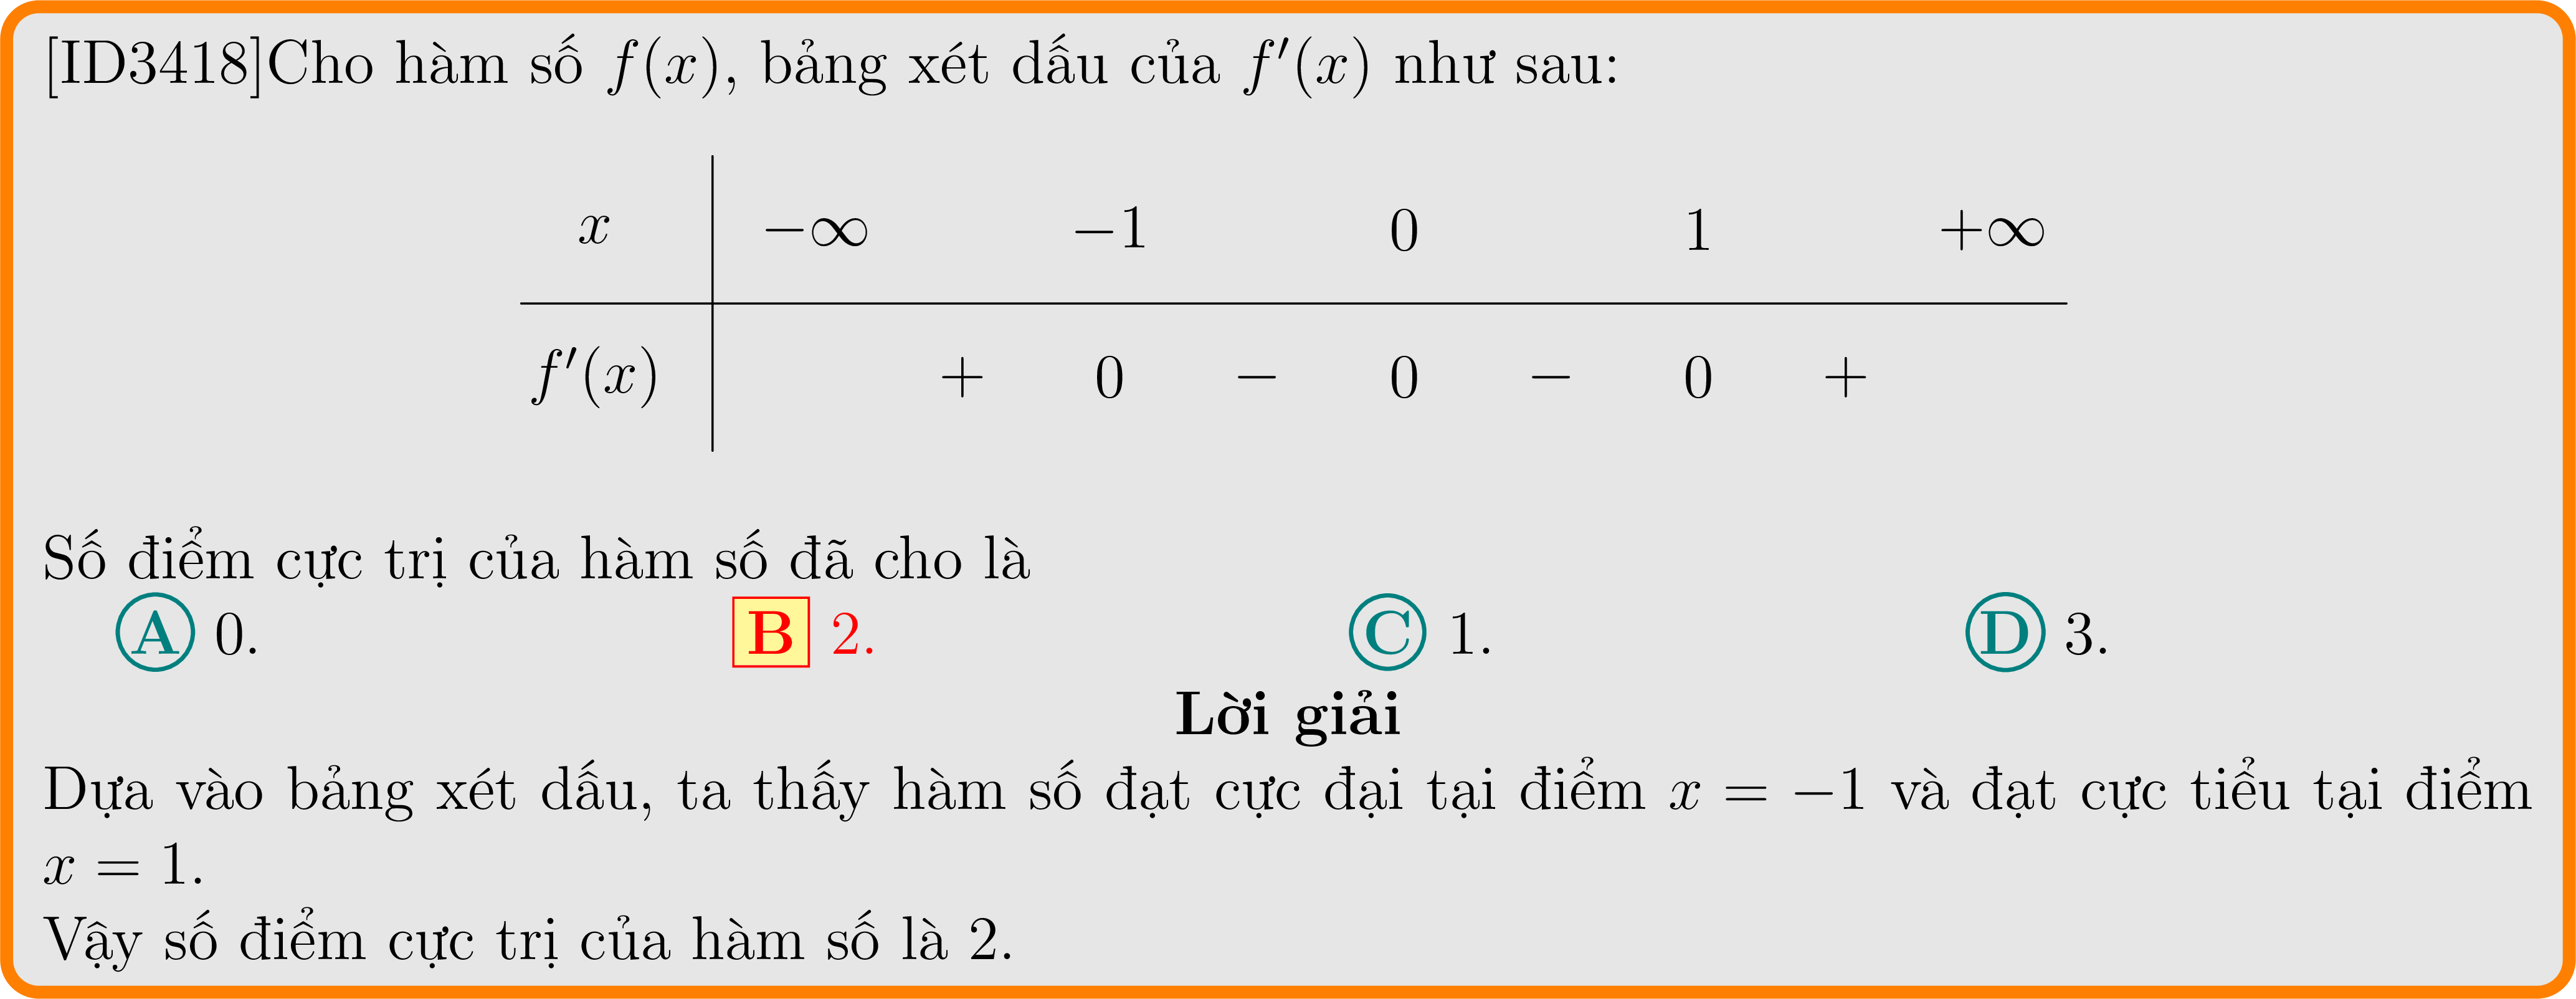 [ID3418]Cho hàm số f(x), bảng xét dấu của f′(x) như sau:
x −∞ −1 0 1 +∞
f′(x) + 0 − 0 − 0 +
Số điểm cực trị của hàm số đã cho là
A 0. B 2. C 1. D 3.
Lời giải
Dựa vào bảng xét dấu, ta thấy hàm số đạt cực đại tại điểm x = −1 và đạt cực tiểu tại điểm
x = 1.
Vậy số điểm cực trị của hàm số là 2.